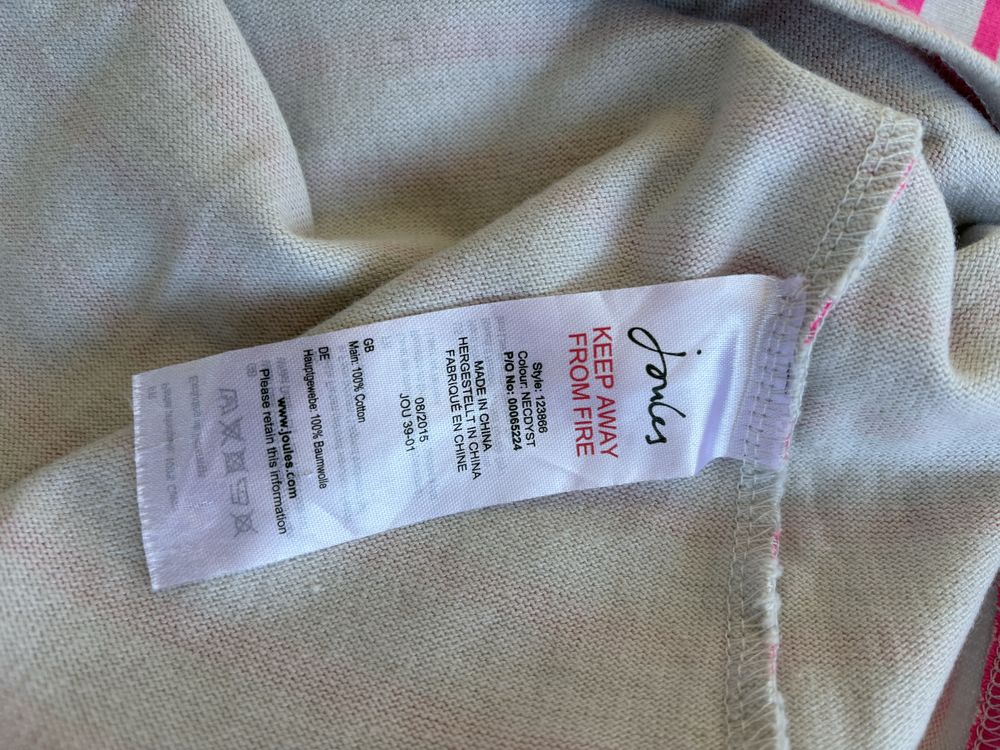 Joules
KEEP AWAY
FROM FIRE
Style: 123866
Colour: NECDYST
P/O No: 00065224
MADE IN CHINA
HERGESTELLT IN CHINA
FABRIQUÉ EN CHINE
08/2015
JOU 39-01
GB
Main: 100% Cotton
DE
Hauptgewebe: 100% Baumwolle
www.joules.com
Please retain this information